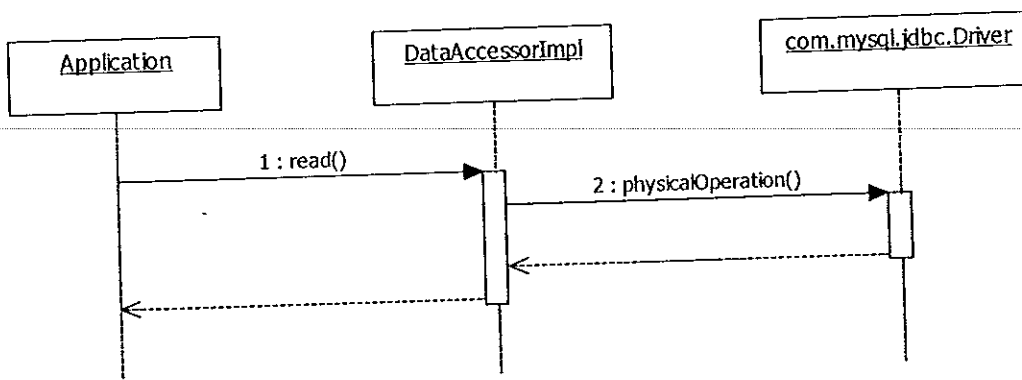 Application
DataAccessorImpl
com.mysql.jdbc.Driver
1 : read()
2 : physicalOperation()